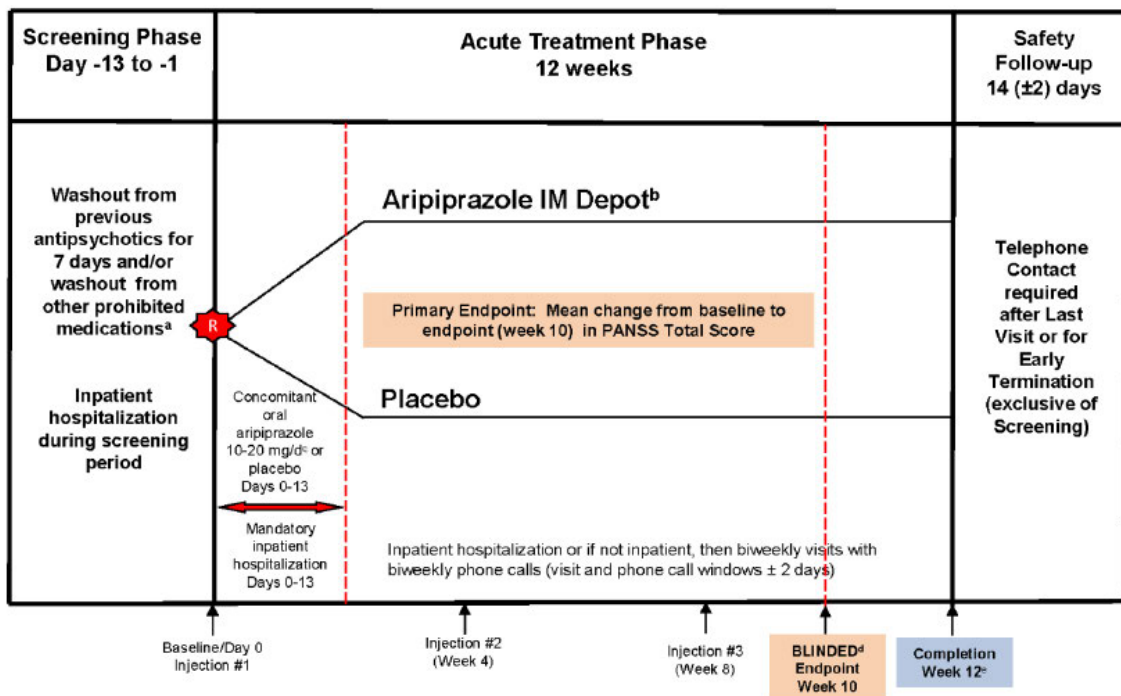 Screening Phase
Day -13 to -1
Acute Treatment Phase
12 weeks
Safety
Follow-up
14 (±2) days
Washout from
previous
antipsychotics for
7 days and/or
washout from
other prohibited
medicationsᵃ
Inpatient
hospitalization
during screening
period
R
Aripiprazole IM Depotᵇ
Primary Endpoint: Mean change from baseline to
endpoint (week 10) in PANSS Total Score
Placebo
Concomitant
oral
aripiprazole
10-20 mg/dᶜ or
placebo
Days 0-13
Mandatory
inpatient
hospitalization
Days 0-13
Inpatient hospitalization or if not inpatient, then biweekly visits with
biweekly phone calls (visit and phone call windows ± 2 days)
Telephone
Contact
required
after Last
Visit or for
Early
Termination
(exclusive of
Screening)
Baseline/Day 0
Injection #1
Injection #2
(Week 4)
Injection #3
(Week 8)
BLINDEDᵈ
Endpoint
Week 10
Completion
Week 12ᵉ